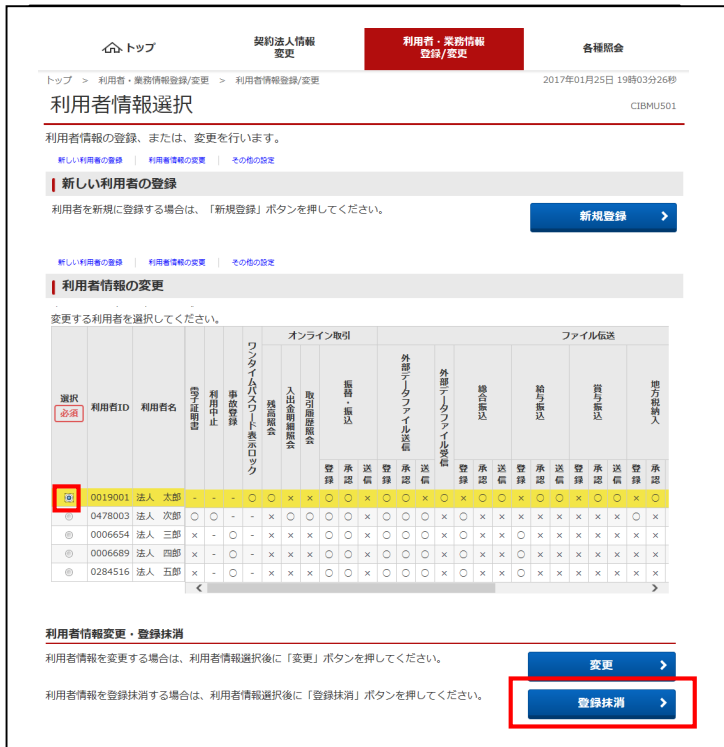 トップ
契約法人情報
変更
利用者・業務情報
登録/変更
各種照会
トップ > 利用者・業務情報登録/変更 > 利用者情報登録/変更
2017年01月25日 19時03分26秒
利用者情報選択
CIBMU501
利用者情報の登録、または、変更を行います。
新しい利用者の登録 | 利用者情報の変更 | その他の設定
新しい利用者の登録
利用者を新規に登録する場合は、「新規登録」ボタンを押してください。
新規登録
新しい利用者の登録 | 利用者情報の変更 | その他の設定
利用者情報の変更
変更する利用者を選択してください。
選択
必須
利用者ID
利用者名
電子証明書
利用中止
事故登録
ワンタイムパスワード表示ロック
オンライン取引
ファイル伝送
残高照会
入出金明細照会
取引履歴照会
振替・振込
外部データファイル送信
外部データファイル受信
総合振込
給与振込
賞与振込
地方税納入
登録 承認 送信 登録 承認 送信 登録 承認 送信 登録 承認 送信 登録 承認 送信 登録 承認
0019001 法人 太郎 - - - ○ ○ × × ○ ○ × ○ ○ × ○ × ○ ○ × ○ ○ × ○ ○ × ○
0478003 法人 次郎 ○ ○ - - × ○ ○ ○ ○ × ○ ○ ○ × ○ × × × × × × × × ○ ×
0006654 法人 三郎 × - ○ - × × × ○ ○ × ○ ○ ○ × ○ × × ○ × × × × × × ×
0006689 法人 四郎 × - ○ - × × × ○ ○ × ○ ○ ○ × ○ × × ○ × × × × × × ×
0284516 法人 五郎 × - ○ - × × × ○ ○ × ○ ○ ○ × ○ × × ○ × × × × × × ×
利用者情報変更・登録抹消
利用者情報を変更する場合は、利用者情報選択後に「変更」ボタンを押してください。
変更
利用者情報を登録抹消する場合は、利用者情報選択後に「登録抹消」ボタンを押してください。
登録抹消